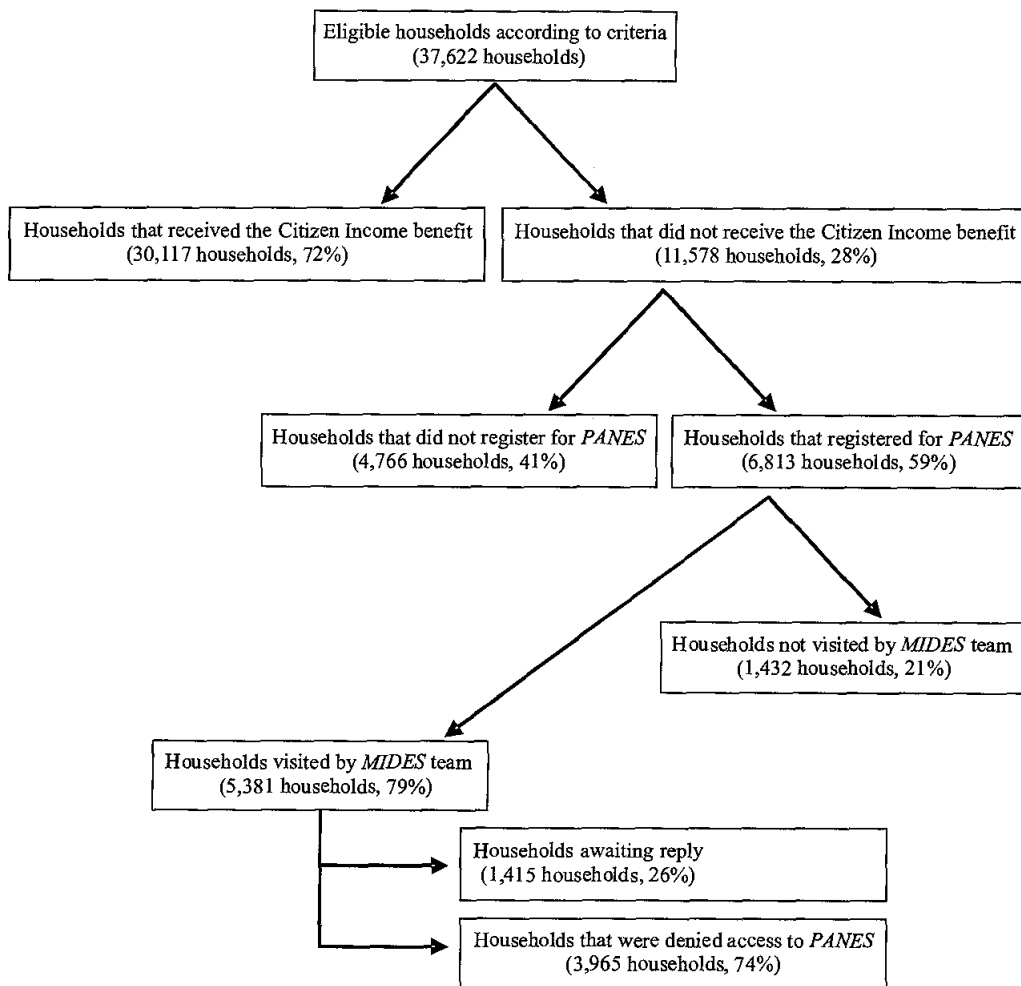 Eligible households according to criteria
(37,622 households)
Households that received the Citizen Income benefit
(30,117 households, 72%)
Households that did not receive the Citizen Income benefit
(11,578 households, 28%)
Households that did not register for PANES
(4,766 households, 41%)
Households that registered for PANES
(6,813 households, 59%)
Households not visited by MIDES team
(1,432 households, 21%)
Households visited by MIDES team
(5,381 households, 79%)
Households awaiting reply
(1,415 households, 26%)
Households that were denied access to PANES
(3,965 households, 74%)